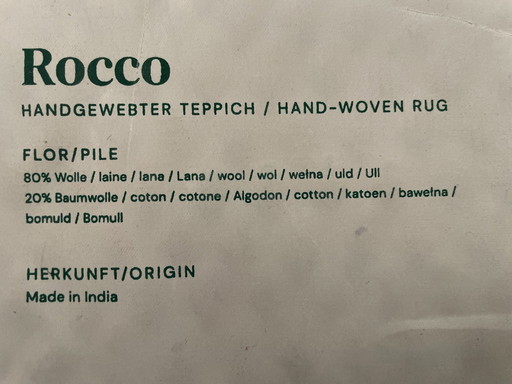 Rocco
HANDGEWEBTER TEPPICH / HAND-WOVEN RUG
FLOR/PILE
80% Wolle / laine / lana / Lana / wool / wol / wełna / uld / Ull
20% Baumwolle / coton / cotone / Algodon / cotton / katoen / bawełna /
bomuld / Bomull
HERKUNFT/ORIGIN
Made in India